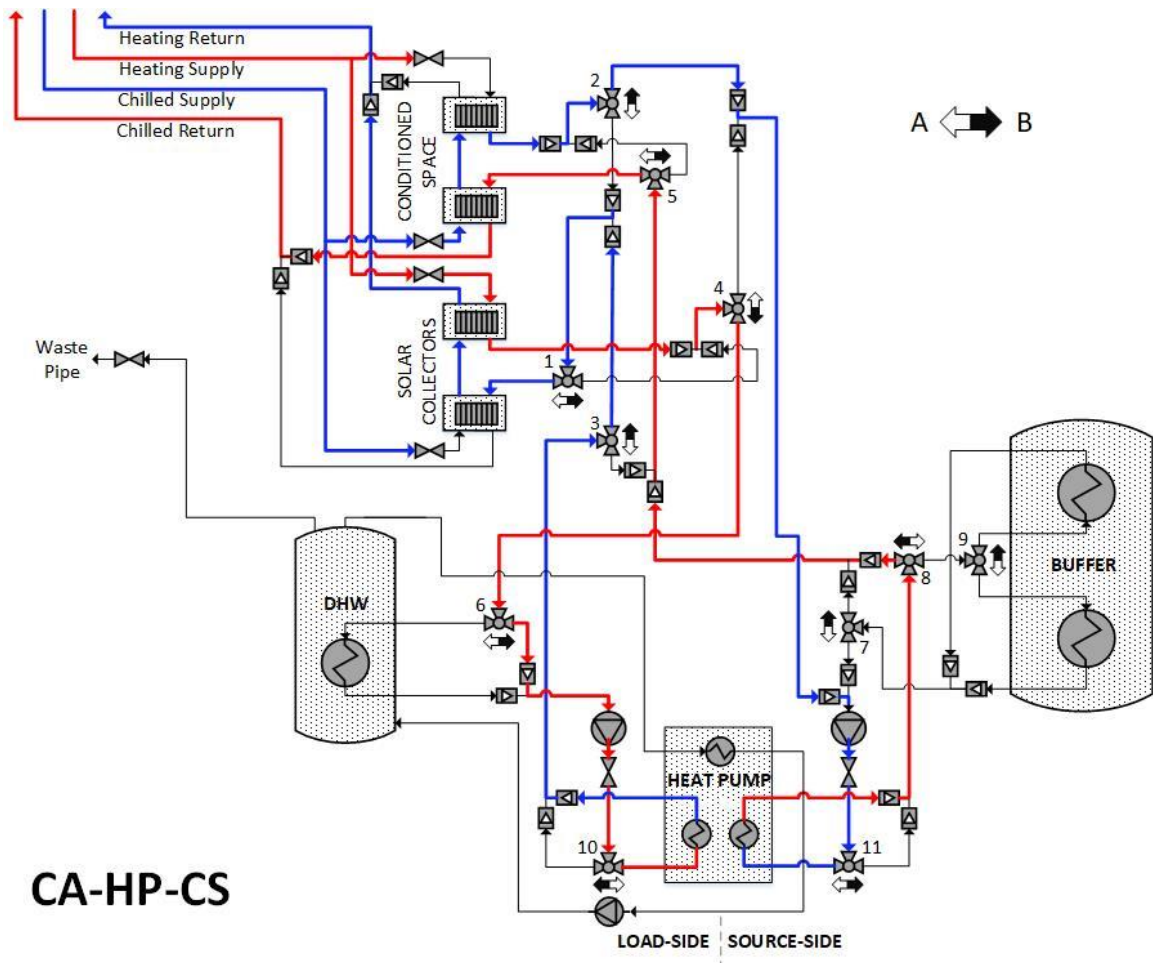 Heating Return
Heating Supply
Chilled Supply
Chilled Return
CONDITIONED
SPACE
SOLAR
COLLECTORS
2
A
B
5
4
1
3
Waste
Pipe
DHW
6
7
8
9
BUFFER
HEAT PUMP
10
11
CA-HP-CS
LOAD-SIDE
SOURCE-SIDE